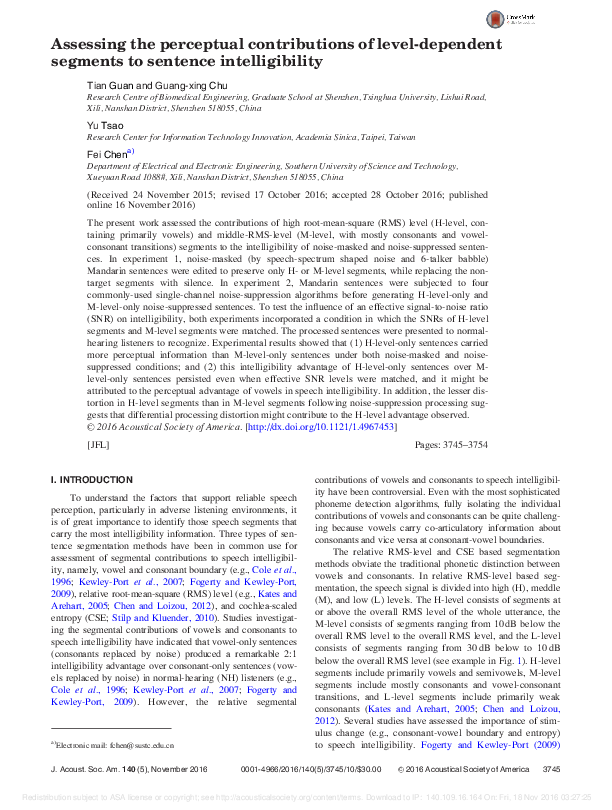 CrossMark
Assessing the perceptual contributions of level-dependent
segments to sentence intelligibility
Tian Guan and Guang-xing Chu
Research Centre of Biomedical Engineering, Graduate School at Shenzhen, Tsinghua University, Lishui Road,
Xili, Nanshan District, Shenzhen 518055, China
Yu Tsao
Research Center for Information Technology Innovation, Academia Sinica, Taipei, Taiwan
Fei Chen a)
Department of Electrical and Electronic Engineering, Southern University of Science and Technology,
Xueyuan Road 1088#, Xili, Nanshan District, Shenzhen 518055, China
(Received 24 November 2015; revised 17 October 2016; accepted 28 October 2016; published
online 16 November 2016)
The present work assessed the contributions of high root-mean-square (RMS) level (H-level, con-
taining primarily vowels) and middle-RMS-level (M-level, with mostly consonants and vowel-
consonant transitions) segments to the intelligibility of noise-masked and noise-suppressed senten-
ces. In experiment 1, noise-masked (by speech-spectrum shaped noise and 6-talker babble)
Mandarin sentences were edited to preserve only H- or M-level segments, while replacing the non-
target segments with silence. In experiment 2, Mandarin sentences were subjected to four
commonly-used single-channel noise-suppression algorithms before generating H-level-only and
M-level-only noise-suppressed sentences. To test the influence of an effective signal-to-noise ratio
(SNR) on intelligibility, both experiments incorporated a condition in which the SNRs of H-level
segments and M-level segments were matched. The processed sentences were presented to normal-
hearing listeners to recognize. Experimental results showed that (1) H-level-only sentences carried
more perceptual information than M-level-only sentences under both noise-masked and noise-
suppressed conditions; and (2) this intelligibility advantage of H-level-only sentences over M-
level-only sentences persisted even when effective SNR levels were matched, and it might be
attributed to the perceptual advantage of vowels in speech intelligibility. In addition, the lesser dis-
tortion in H-level segments than in M-level segments following noise-suppression processing sug-
gests that differential processing distortion might contribute to the H-level advantage observed.
© 2016 Acoustical Society of America. [http://dx.doi.org/10.1121/1.4967453]
[JFL] Pages: 3745–3754
I. INTRODUCTION
To understand the factors that support reliable speech
perception, particularly in adverse listening environments, it
is of great importance to identify those speech segments that
carry the most intelligibility information. Three types of sen-
tence segmentation methods have been in common use for
assessment of segmental contributions to speech intelligibil-
ity, namely, vowel and consonant boundary (e.g., Cole et al.,
1996; Kewley-Port et al., 2007; Fogerty and Kewley-Port,
2009), relative root-mean-square (RMS) level (e.g., Kates and
Arehart, 2005; Chen and Loizou, 2012), and cochlea-scaled
entropy (CSE; Stilp and Kluender, 2010). Studies investigat-
ing the segmental contributions of vowels and consonants to
speech intelligibility have indicated that vowel-only sentences
(consonants replaced by noise) produced a remarkable 2:1
intelligibility advantage over consonant-only sentences (vow-
els replaced by noise) in normal-hearing (NH) listeners (e.g.,
Cole et al., 1996; Kewley-Port et al., 2007; Fogerty and
Kewley-Port, 2009). However, the relative segmental
a)Electronic mail: fchen@sustc.edu.cn
contributions of vowels and consonants to speech intelligibil-
ity have been controversial. Even with the most sophisticated
phoneme detection algorithms, fully isolating the individual
contributions of vowels and consonants can be quite challeng-
ing because vowels carry co-articulatory information about
consonants and vice versa at consonant-vowel boundaries.
The relative RMS-level and CSE based segmentation
methods obviate the traditional phonetic distinction between
vowels and consonants. In relative RMS-level based seg-
mentation, the speech signal is divided into high (H), meddle
(M), and low (L) levels. The H-level consists of segments at
or above the overall RMS level of the whole utterance, the
M-level consists of segments ranging from 10 dB below the
overall RMS level to the overall RMS level, and the L-level
consists of segments ranging from 30 dB below to 10 dB
below the overall RMS level (see example in Fig. 1). H-level
segments include primarily vowels and semivowels, M-level
segments include mostly consonants and vowel-consonant
transitions, and L-level segments include primarily weak
consonants (Kates and Arehart, 2005; Chen and Loizou,
2012). Several studies have assessed the importance of stim-
ulus change (e.g., consonant-vowel boundary and entropy)
to speech intelligibility. Fogerty and Kewley-Port (2009)
J. Acoust. Soc. Am. 140 (5), November 2016 0001-4966/2016/140(5)/3745/10/$30.00 © 2016 Acoustical Society of America 3745
Redistribution subject to ASA license or copyright; see http://acousticalsociety.org/content/terms. Download to IP: 140.109.16.164 On: Fri, 18 Nov 2016 03:27:25